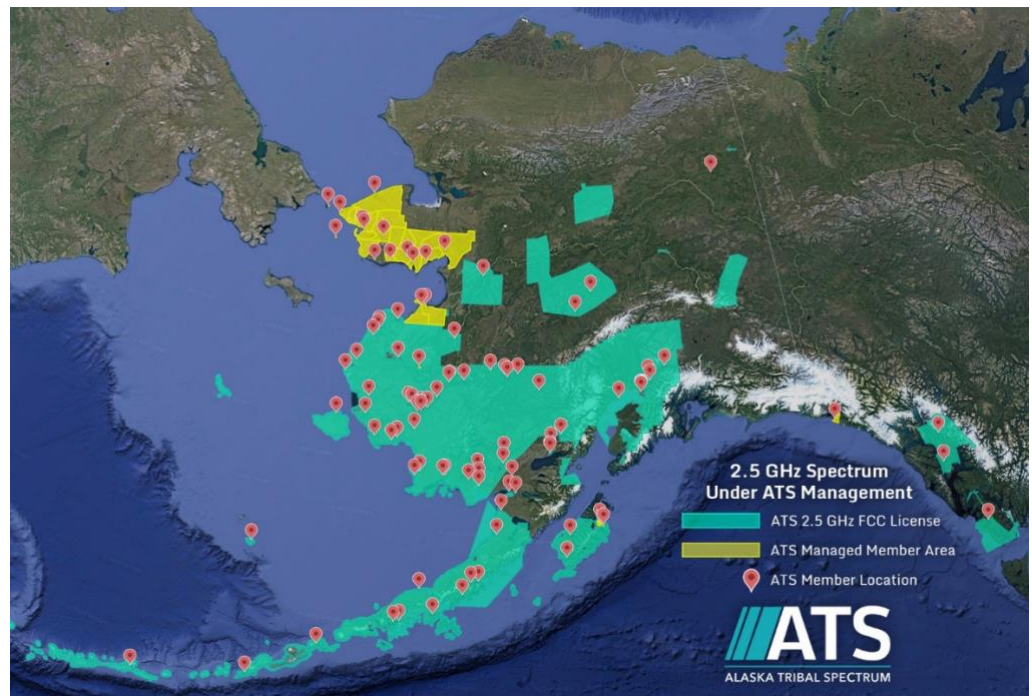 2.5 GHz Spectrum
Under ATS Management
ATS 2.5 GHz FCC License
ATS Managed Member Area
ATS Member Location
ATS
ALASKA TRIBAL SPECTRUM